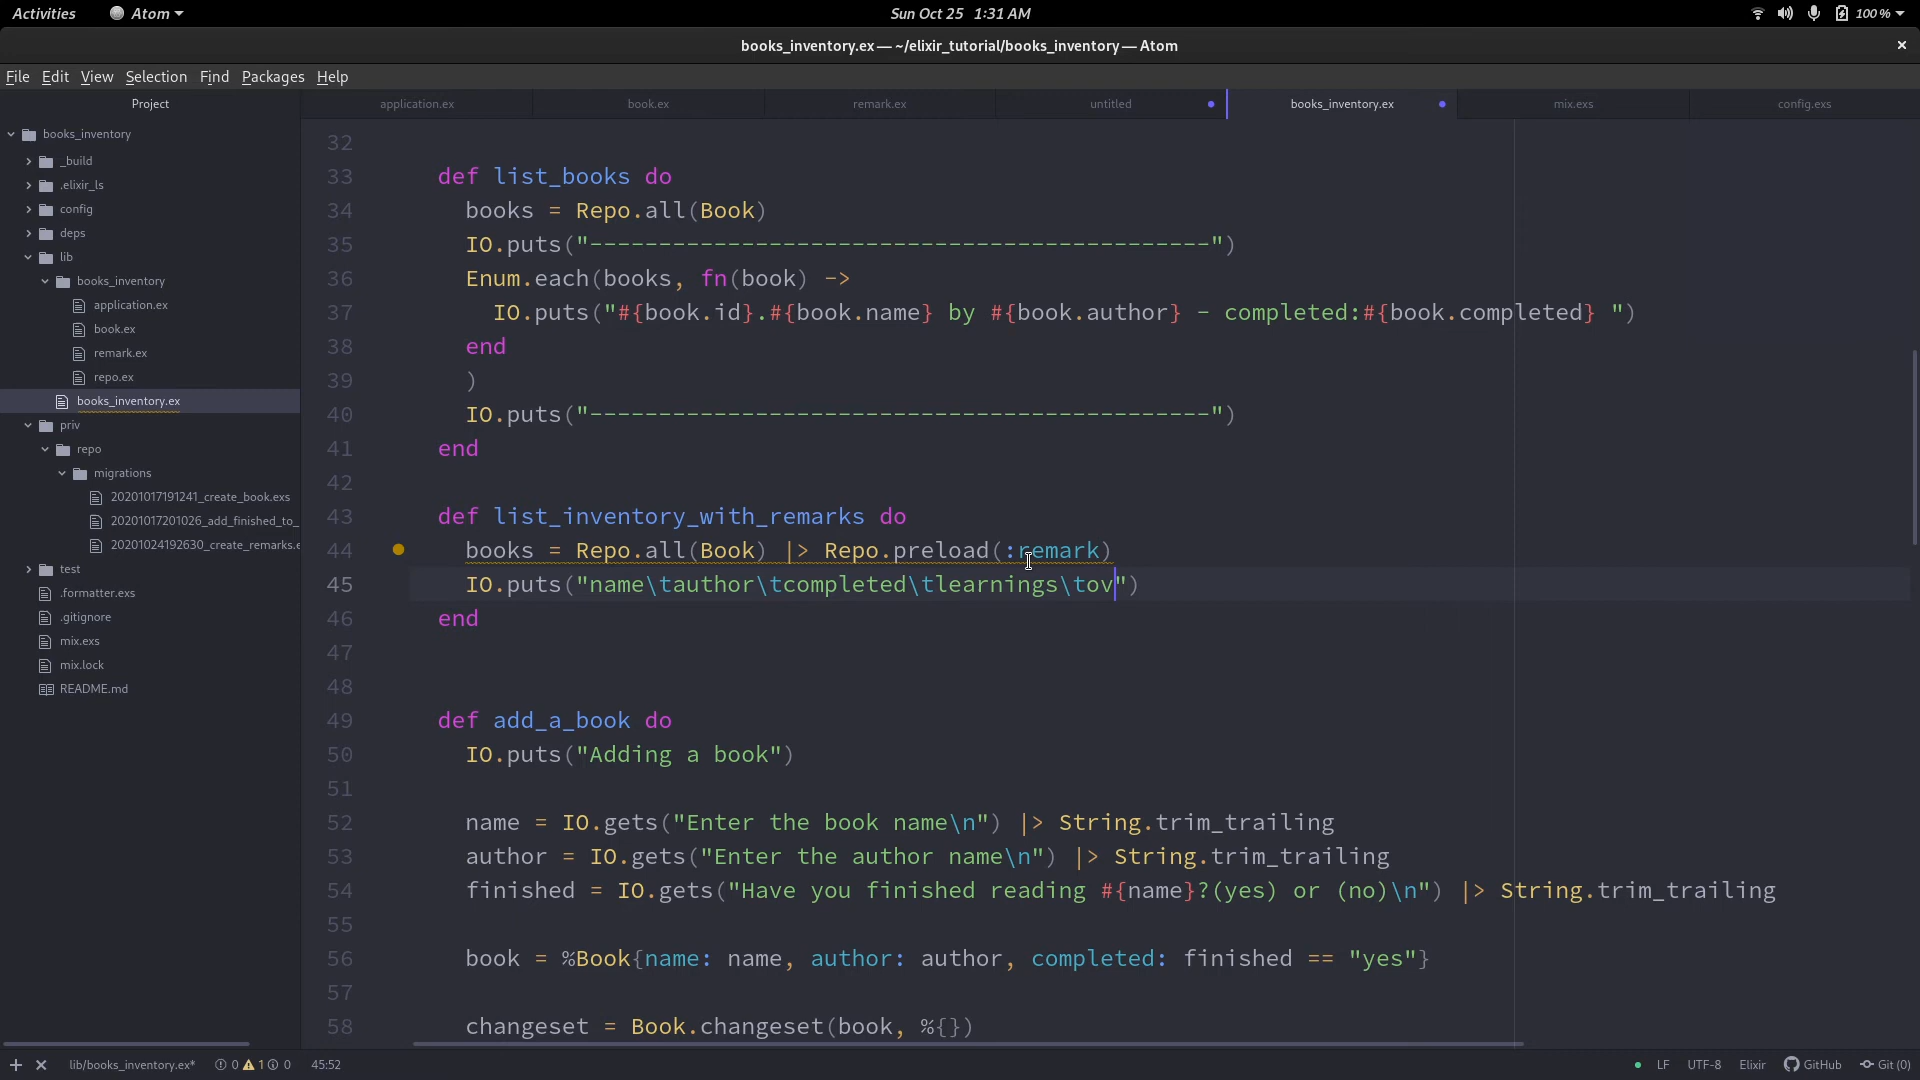 Activities Atom Sun Oct 25 1:31 AM 100 %
books_inventory.ex — ~/elixir_tutorial/books_inventory — Atom
File Edit View Selection Find Packages Help
Project application.ex book.ex remark.ex untitled books_inventory.ex mix.exs config.exs
books_inventory
_build
.elixir_ls
config
deps
lib
books_inventory
application.ex
book.ex
remark.ex
repo.ex
books_inventory.ex
priv
repo
migrations
20201017191241_create_book.exs
20201017201026_add_finished_to_
20201024192630_create_remarks.e
test
.formatter.exs
.gitignore
mix.exs
mix.lock
README.md
32
33 def list_books do
34 books = Repo.all(Book)
35 IO.puts("---------------------------------------------")
36 Enum.each(books, fn(book) ->
37 IO.puts("#{book.id}.#{book.name} by #{book.author} - completed:#{book.completed} ")
38 end
39 )
40 IO.puts("---------------------------------------------")
41 end
42
43 def list_inventory_with_remarks do
44 books = Repo.all(Book) |> Repo.preload(:remark)
45 IO.puts("name\tauthor\tcompleted\tlearnings\tov")
46 end
47
48
49 def add_a_book do
50 IO.puts("Adding a book")
51
52 name = IO.gets("Enter the book name\n") |> String.trim_trailing
53 author = IO.gets("Enter the author name\n") |> String.trim_trailing
54 finished = IO.gets("Have you finished reading #{name}?(yes) or (no)\n") |> String.trim_trailing
55
56 book = %Book{name: name, author: author, completed: finished == "yes"}
57
58 changeset = Book.changeset(book, %{})
lib/books_inventory.ex* 0 1 0 45:52 LF UTF-8 Elixir GitHub Git (0)